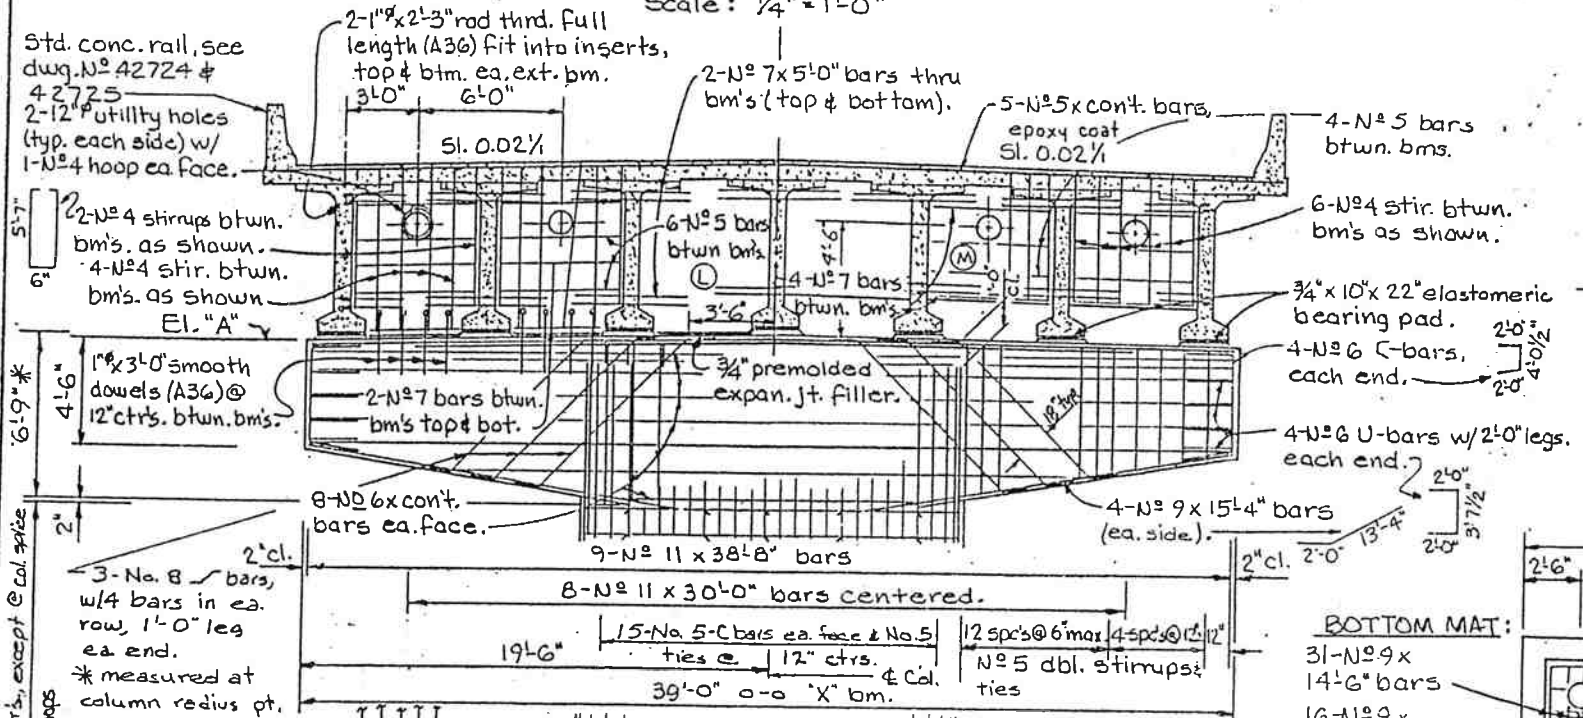 Scale: 1/4" = 1'-0"
Std. conc. rail, see
dwg. Nº 42724 &
42725
2-12"ᶲ utility holes
(typ. each side) w/
1-Nº4 hoop ea. face.
2-1"ᶲx2'-3" rod thrd. full
length (A36) fit into inserts,
top & btm. ea. ext. bm.
3'-0" 6'-0"
Sl. 0.02'/1
2-Nº 7 x 5'-0" bars thru
bm's (top & bottom).
5-Nº 5 x con't. bars,
epoxy coat
Sl. 0.02'/1
4-Nº 5 bars
btwn. bms.
5'-7"
6"
2-Nº 4 stirrups btwn.
bm's. as shown.
4-Nº4 stir. btwn.
bm's. as shown
El. "A"
6-Nº 5 bars
btwn bm's
L
4'-6"
M
1'-0" cl.
4-Nº 7 bars
btwn. bm's
3'-6"
6-Nº4 stir. btwn.
bm's as shown.
3/4" x 10" x 22" elastomeric
bearing pad.
4-Nº 6 C-bars,
each end.
2'-0"
4'-0 1/2"
2'-0"
6'-9" *
4'-6"
2"
1"ᶲx3'-0" smooth
dowels (A36) @
12" ctr's. btwn. bm's.
2-Nº 7 bars btwn.
bm's top & bot.
3/4" premolded
expan. jt. filler.
18" typ.
4-Nº 6 U-bars w/ 2'-0" legs.
each end.
2'-0"
3'7 1/2"
2'-0"
8-NO 6 x con't.
bars ea. face.
4-Nº 9 x 15'-4" bars
(ea. side).
2'-0" 13'-4"
2" cl.
9-Nº 11 x 38'-8" bars
2" cl.
8-Nº 11 x 30'-0" bars centered.
3-No. 8 bars,
w/4 bars in ea.
row, 1'-0" leg
ea end.
* measured at
column radius pt.
15-No. 5-C bars ea. face & No. 5
ties @ 12" ctrs.
℄ Col.
12 spc's @ 6" max 4-spc's @ 12" 12"
Nº 5 dbl. stirrups &
ties
19'-6"
39'-0" o-o "X" bm.
2'-6"
BOTTOM MAT:
31-Nº 9 x
14'-6" bars
16-Nº 9 x
except @ Col. splice